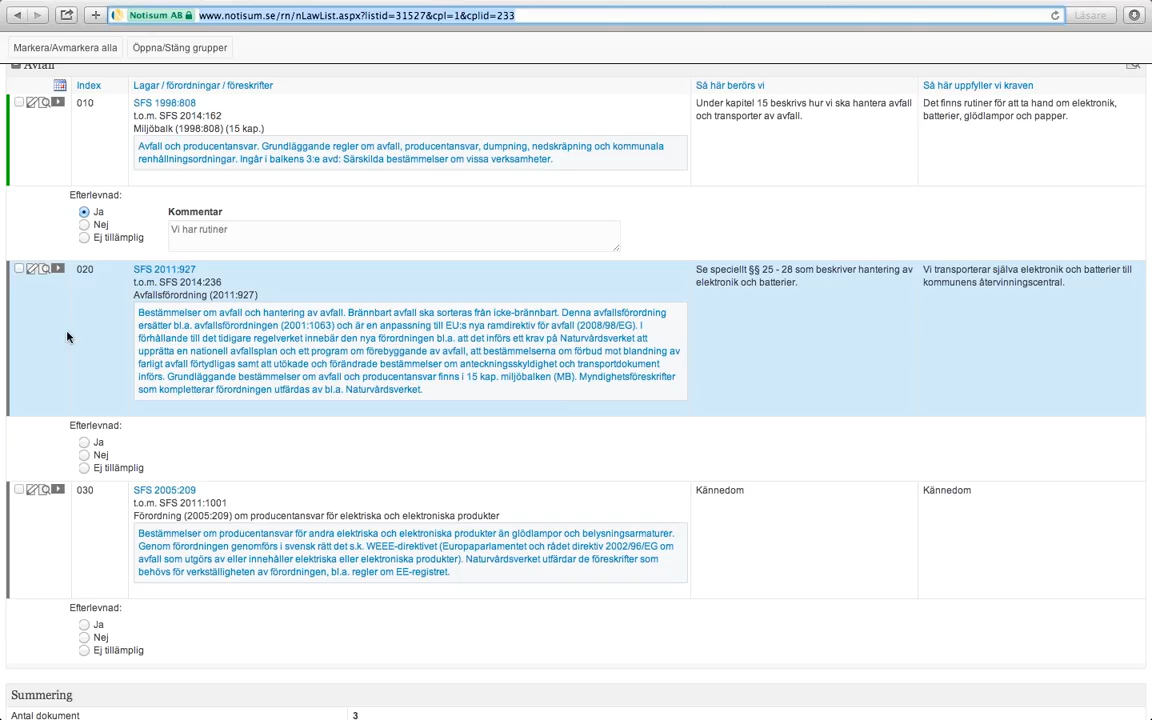 Notisum AB www.notisum.se/rn/nLawList.aspx?listid=31527&cpl=1&cplid=233 Läsare
Markera/Avmarkera alla Öppna/Stäng grupper
Avfall
Index Lagar / förordningar / föreskrifter Så här berörs vi Så här uppfyller vi kraven
010 SFS 1998:808 Under kapitel 15 beskrivs hur vi ska hantera avfall Det finns rutiner för att ta hand om elektronik,
t.o.m. SFS 2014:162 och transporter av avfall. batterier, glödlampor och papper.
Miljöbalk (1998:808) (15 kap.)
Avfall och producentansvar. Grundläggande regler om avfall, producentansvar, dumpning, nedskräpning och kommunala
renhållningsordningar. Ingår i balkens 3:e avd: Särskilda bestämmelser om vissa verksamheter.
Efterlevnad:
Ja Kommentar
Nej Vi har rutiner
Ej tillämplig
020 SFS 2011:927 Se speciellt §§ 25 - 28 som beskriver hantering av Vi transporterar själva elektronik och batterier till
t.o.m. SFS 2014:236 elektronik och batterier. kommunens återvinningscentral.
Avfallsförordning (2011:927)
Bestämmelser om avfall och hantering av avfall. Brännbart avfall ska sorteras från icke-brännbart. Denna avfallsförordning
ersätter bl.a. avfallsförordningen (2001:1063) och är en anpassning till EU:s nya ramdirektiv för avfall (2008/98/EG). I
förhållande till det tidigare regelverket innebär den nya förordningen bl.a. att det införs ett krav på Naturvårdsverket att
upprätta en nationell avfallsplan och ett program om förebyggande av avfall, att bestämmelserna om förbud mot blandning av
farligt avfall förtydligas samt att utökade och förändrade bestämmelser om anteckningsskyldighet och transportdokument
införs. Grundläggande bestämmelser om avfall och producentansvar finns i 15 kap. miljöbalken (MB). Myndighetsföreskrifter
som kompletterar förordningen utfärdas av bl.a. Naturvårdsverket.
Efterlevnad:
Ja
Nej
Ej tillämplig
030 SFS 2005:209 Kännedom Kännedom
t.o.m. SFS 2011:1001
Förordning (2005:209) om producentansvar för elektriska och elektroniska produkter
Bestämmelser om producentansvar för andra elektriska och elektroniska produkter än glödlampor och belysningsarmaturer.
Genom förordningen genomförs i svensk rätt det s.k. WEEE-direktivet (Europaparlamentet och rådet direktiv 2002/96/EG om
avfall som utgörs av eller innehåller elektriska eller elektroniska produkter). Naturvårdsverket utfärdar de föreskrifter som
behövs för verkställigheten av förordningen, bl.a. regler om EE-registret.
Efterlevnad:
Ja
Nej
Ej tillämplig
Summering
Antal dokument 3